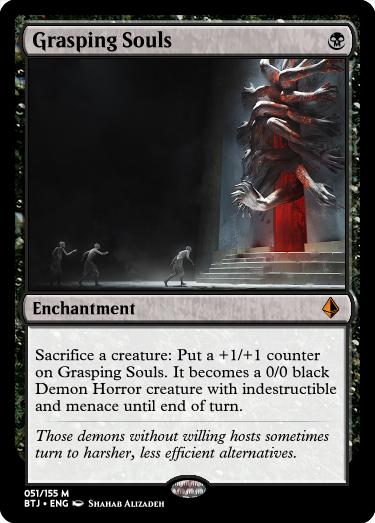 Grasping Souls
Enchantment
Sacrifice a creature: Put a +1/+1 counter
on Grasping Souls. It becomes a 0/0 black
Demon Horror creature with indestructible
and menace until end of turn.
Those demons without willing hosts sometimes
turn to harsher, less efficient alternatives.
051/155 M
BTJ • ENG Shahab Alizadeh